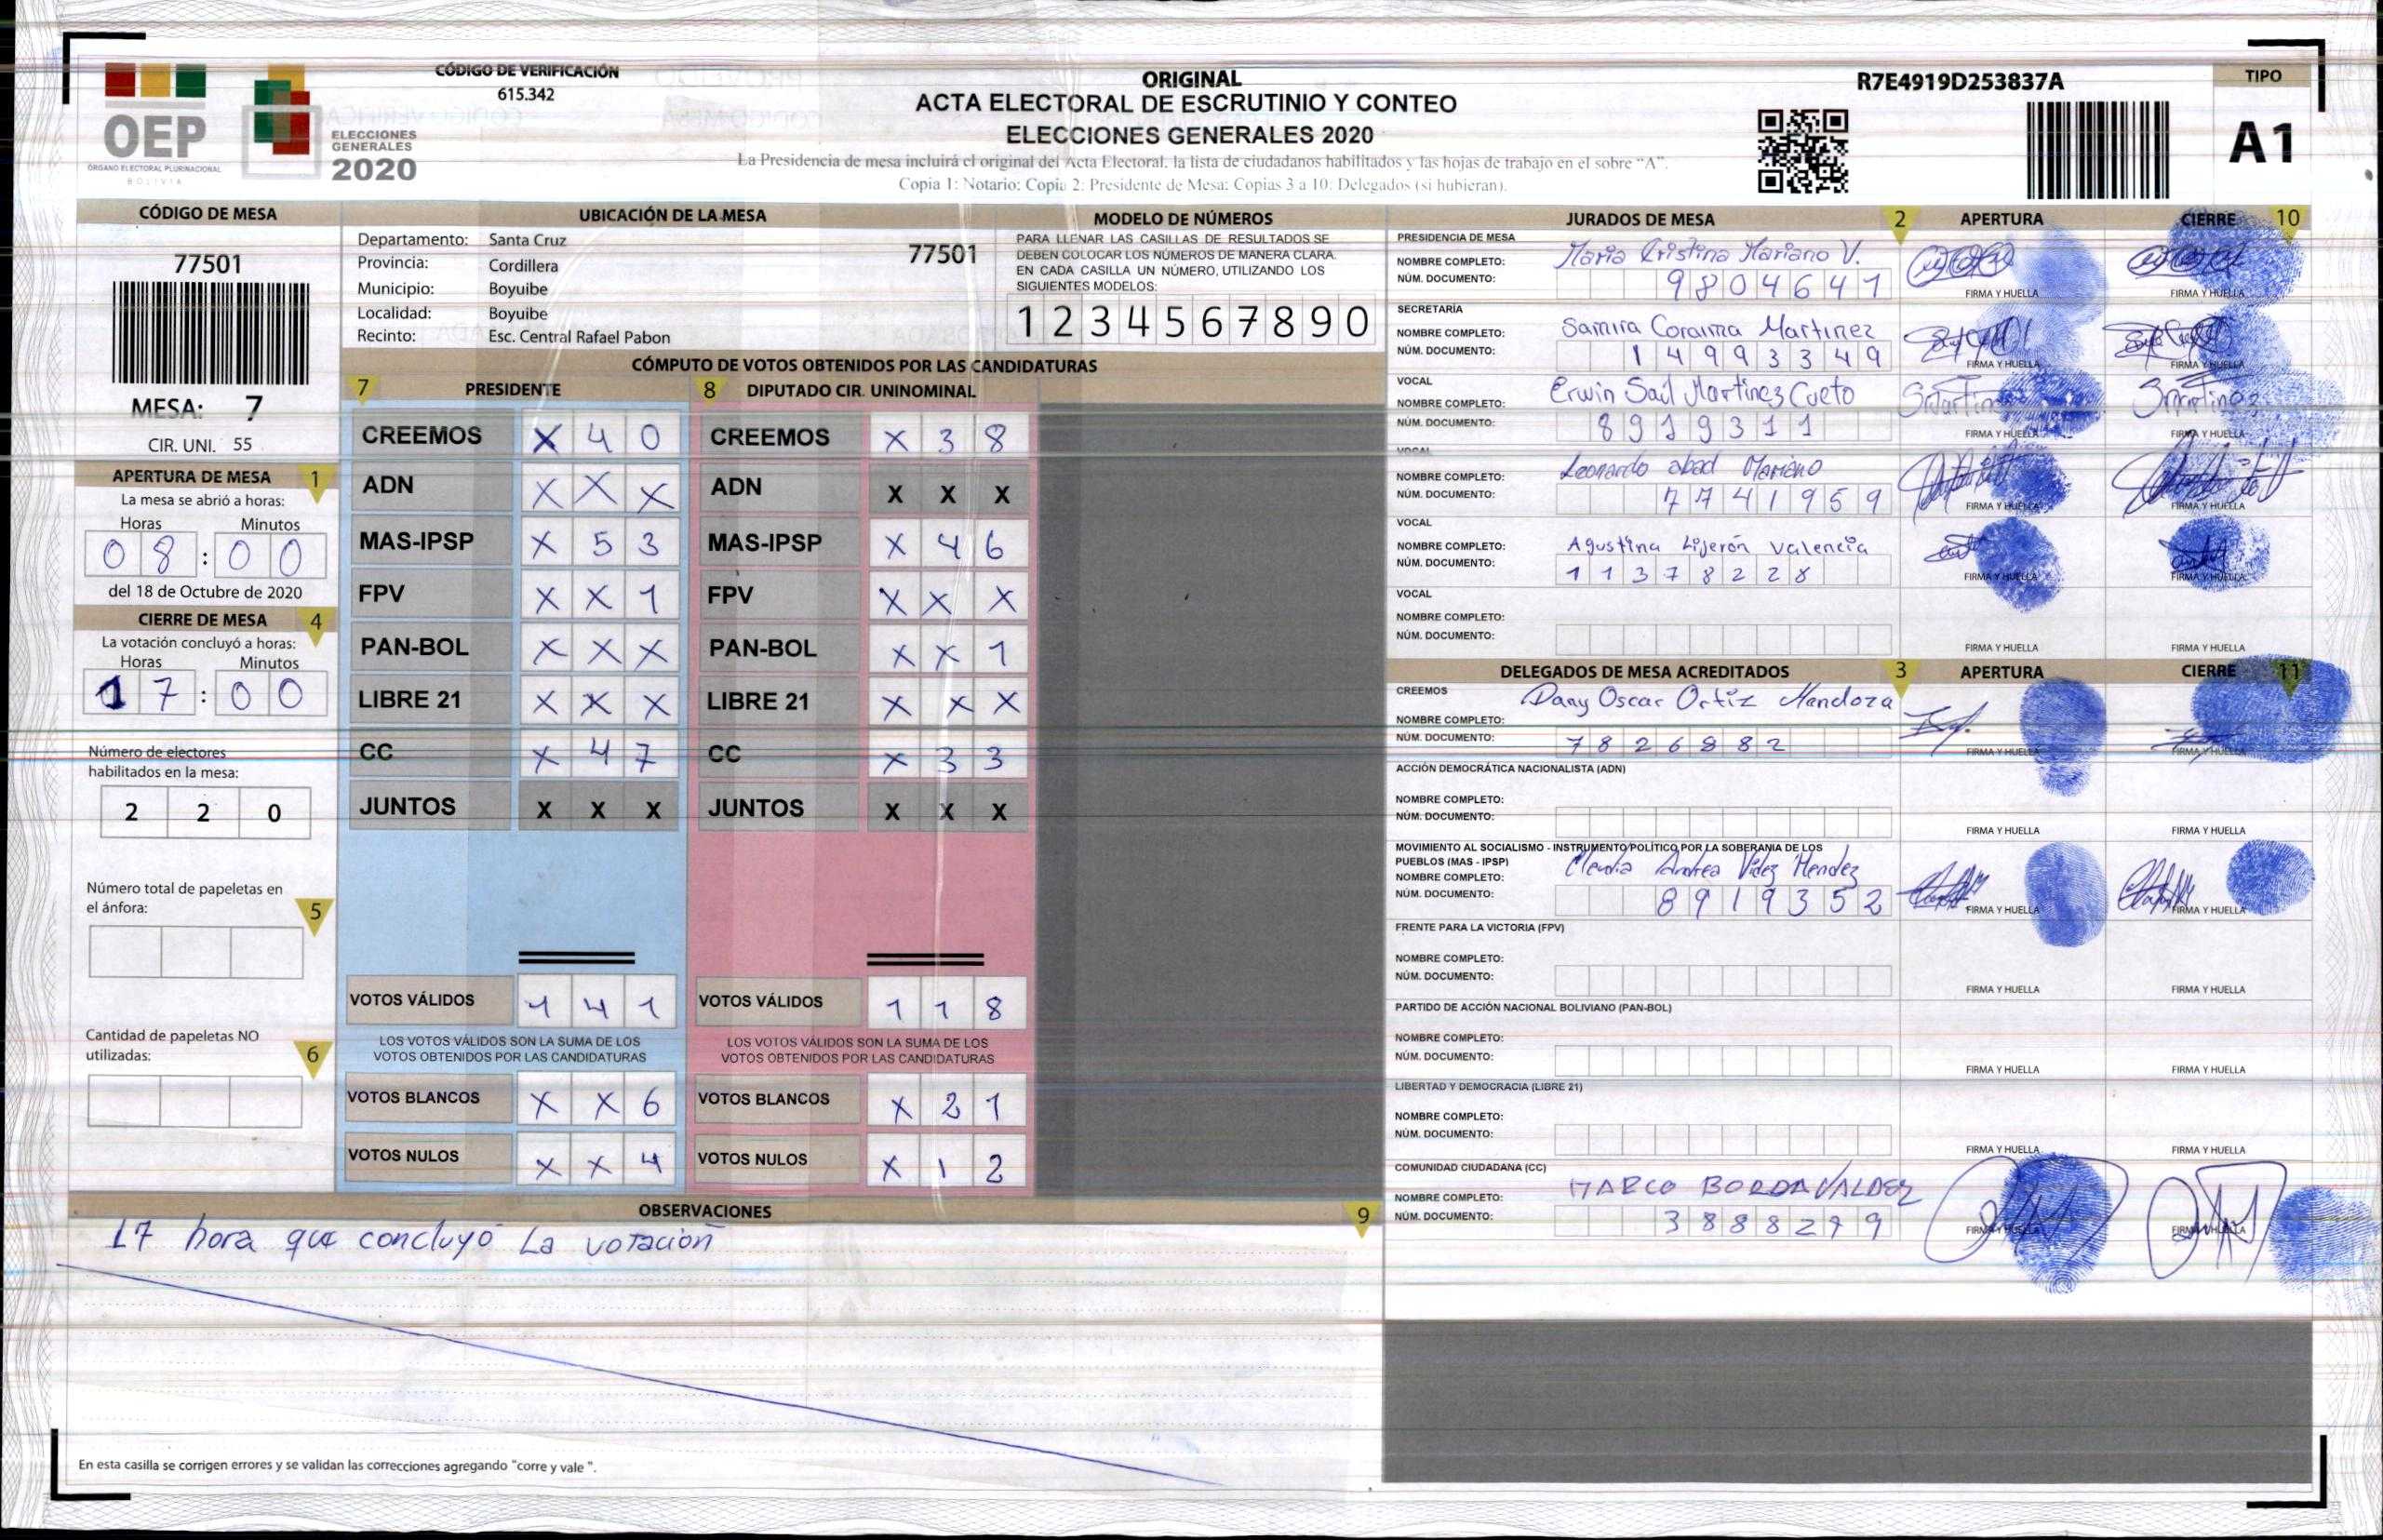 CÓDIGO DE VERIFICACIÓN
615.342
OEP
ÓRGANO ELECTORAL PLURINACIONAL
BOLIVIA
ELECCIONES
GENERALES
2020
ORIGINAL
ACTA ELECTORAL DE ESCRUTINIO Y CONTEO
ELECCIONES GENERALES 2020
La Presidencia de mesa incluirá el original del Acta Electoral, la lista de ciudadanos habilitados y las hojas de trabajo en el sobre "A".
Copia 1: Notario; Copia 2: Presidente de Mesa; Copias 3 a 10: Delegados (si hubieran).
R7E4919D253837A
TIPO
A1
CÓDIGO DE MESA
77501
MESA: 7
CIR. UNI. 55
APERTURA DE MESA 1
La mesa se abrió a horas:
Horas Minutos
08:00
del 18 de Octubre de 2020
CIERRE DE MESA 4
La votación concluyó a horas:
Horas Minutos
17:00
Número de electores
habilitados en la mesa:
2 2 0
Número total de papeletas en
el ánfora: 5
Cantidad de papeletas NO
utilizadas: 6
UBICACIÓN DE LA MESA
Departamento: Santa Cruz
77501
Provincia: Cordillera
Municipio: Boyuibe
Localidad: Boyuibe
Recinto: Esc. Central Rafael Pabon
MODELO DE NÚMEROS
PARA LLENAR LAS CASILLAS DE RESULTADOS SE
DEBEN COLOCAR LOS NÚMEROS DE MANERA CLARA.
EN CADA CASILLA UN NÚMERO, UTILIZANDO LOS
SIGUIENTES MODELOS:
1 2 3 4 5 6 7 8 9 0
CÓMPUTO DE VOTOS OBTENIDOS POR LAS CANDIDATURAS
7 PRESIDENTE
CREEMOS X 4 0
ADN X X X
MAS-IPSP X 5 3
FPV X X 1
PAN-BOL X X X
LIBRE 21 X X X
CC X 4 7
JUNTOS X X X
VOTOS VÁLIDOS 1 4 1
LOS VOTOS VÁLIDOS SON LA SUMA DE LOS
VOTOS OBTENIDOS POR LAS CANDIDATURAS
VOTOS BLANCOS X X 6
VOTOS NULOS X X 4
8 DIPUTADO CIR. UNINOMINAL
CREEMOS X 3 8
ADN X X X
MAS-IPSP X 4 6
FPV X X X
PAN-BOL X X 1
LIBRE 21 X X X
CC X 3 3
JUNTOS X X X
VOTOS VÁLIDOS 1 1 8
LOS VOTOS VÁLIDOS SON LA SUMA DE LOS
VOTOS OBTENIDOS POR LAS CANDIDATURAS
VOTOS BLANCOS X 2 1
VOTOS NULOS X 1 2
OBSERVACIONES 9
17 hora que concluyó La votación
En esta casilla se corrigen errores y se validan las correcciones agregando "corre y vale ".
JURADOS DE MESA 2 APERTURA CIERRE 10
PRESIDENCIA DE MESA
NOMBRE COMPLETO: Maria Cristina Mariano V.
NÚM. DOCUMENTO: 9804641
FIRMA Y HUELLA FIRMA Y HUELLA
SECRETARÍA
NOMBRE COMPLETO: Samira Coraima Martinez
NÚM. DOCUMENTO: 14993349
FIRMA Y HUELLA FIRMA Y HUELLA
VOCAL
NOMBRE COMPLETO: Erwin Saúl Martinez Cueto
NÚM. DOCUMENTO: 8919311
FIRMA Y HUELLA FIRMA Y HUELLA
VOCAL
NOMBRE COMPLETO: Leonardo abad Mariano
NÚM. DOCUMENTO: 7741959
FIRMA Y HUELLA FIRMA Y HUELLA
VOCAL
NOMBRE COMPLETO: Agustina Lijerón Valencia
NÚM. DOCUMENTO: 11378228
FIRMA Y HUELLA FIRMA Y HUELLA
VOCAL
NOMBRE COMPLETO:
NÚM. DOCUMENTO:
FIRMA Y HUELLA FIRMA Y HUELLA
DELEGADOS DE MESA ACREDITADOS 3 APERTURA CIERRE 11
CREEMOS
NOMBRE COMPLETO: Dany Oscar Ortiz Mendoza
NÚM. DOCUMENTO: 7826882
FIRMA Y HUELLA FIRMA Y HUELLA
ACCIÓN DEMOCRÁTICA NACIONALISTA (ADN)
NOMBRE COMPLETO:
NÚM. DOCUMENTO:
FIRMA Y HUELLA FIRMA Y HUELLA
MOVIMIENTO AL SOCIALISMO - INSTRUMENTO POLÍTICO POR LA SOBERANIA DE LOS
PUEBLOS (MAS - IPSP)
NOMBRE COMPLETO: Claudia Andrea Videz Mendez
NÚM. DOCUMENTO: 8919352
FIRMA Y HUELLA FIRMA Y HUELLA
FRENTE PARA LA VICTORIA (FPV)
NOMBRE COMPLETO:
NÚM. DOCUMENTO:
FIRMA Y HUELLA FIRMA Y HUELLA
PARTIDO DE ACCIÓN NACIONAL BOLIVIANO (PAN-BOL)
NOMBRE COMPLETO:
NÚM. DOCUMENTO:
FIRMA Y HUELLA FIRMA Y HUELLA
LIBERTAD Y DEMOCRACIA (LIBRE 21)
NOMBRE COMPLETO:
NÚM. DOCUMENTO:
FIRMA Y HUELLA FIRMA Y HUELLA
COMUNIDAD CIUDADANA (CC)
NOMBRE COMPLETO: MARCO BORDA VALDEZ
NÚM. DOCUMENTO: 3888279
FIRMA Y HUELLA FIRMA Y HUELLA